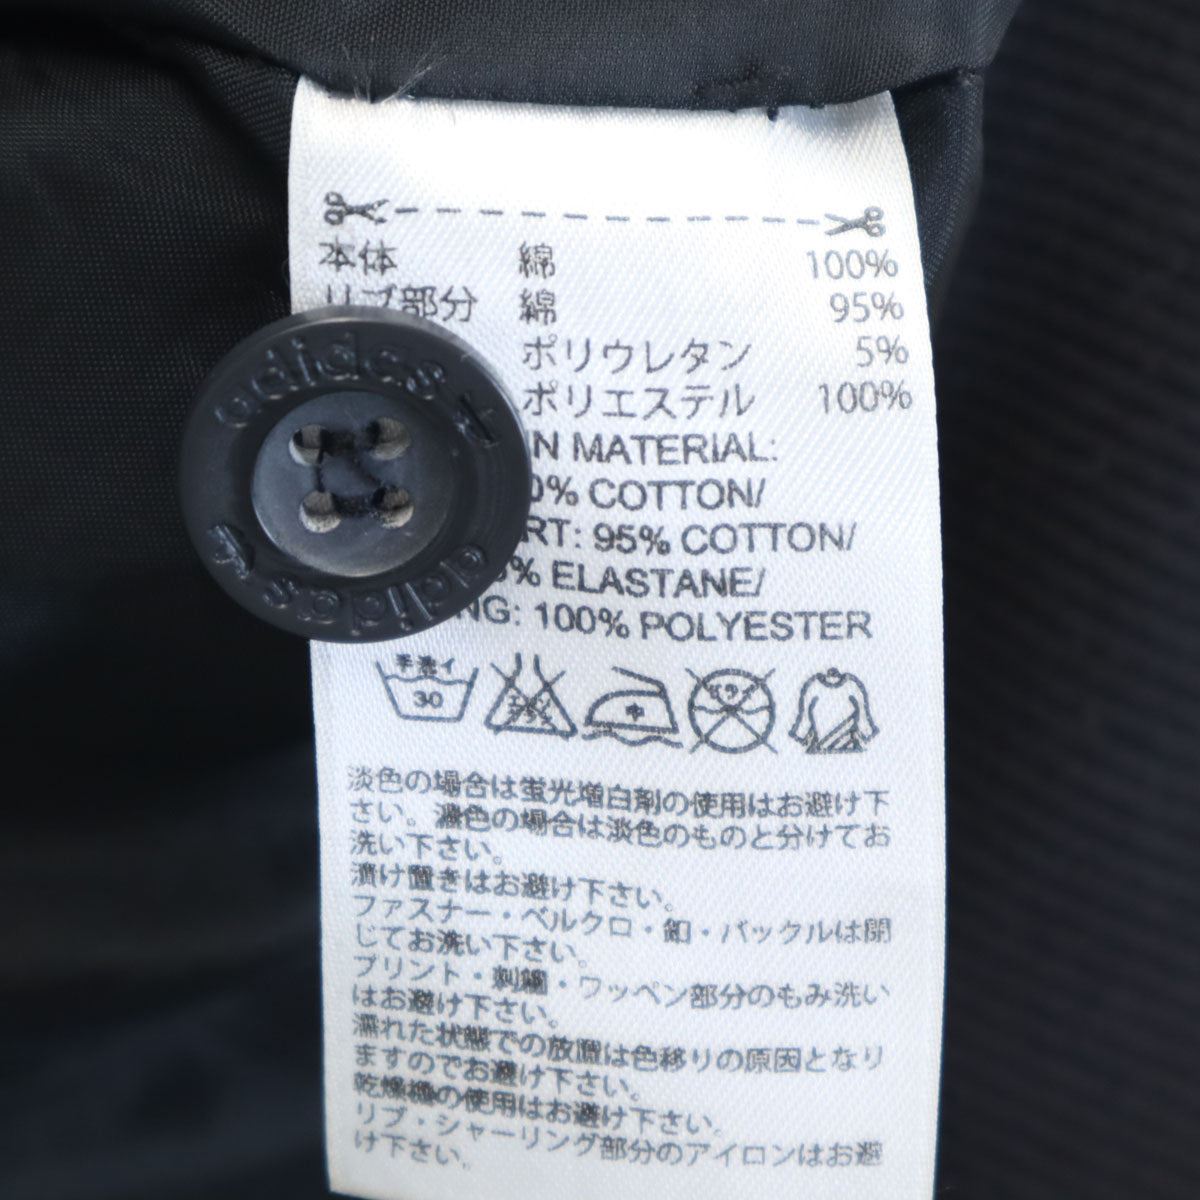 本体 綿 100%
リブ部分 綿 95%
ポリウレタン 5%
ポリエステル 100%
adidas
adidas
IN MATERIAL:
0% COTTON/
RT: 95% COTTON/
5% ELASTANE/
NG: 100% POLYESTER
手洗イ 30 エンソ 中 ドライ
淡色の場合は蛍光増白剤の使用はお避け下
さい。濃色の場合は淡色のものと分けてお
洗い下さい。
漬け置きはお避け下さい。
ファスナー・ベルクロ・釦・バックルは閉
じてお洗い下さい。
プリント・刺繍・ワッペン部分のもみ洗い
はお避け下さい。
濡れた状態での放置は色移りの原因となり
ますのでお避け下さい。
乾燥機の使用はお避け下さい。
リブ・シャーリング部分のアイロンはお避
け下さい。